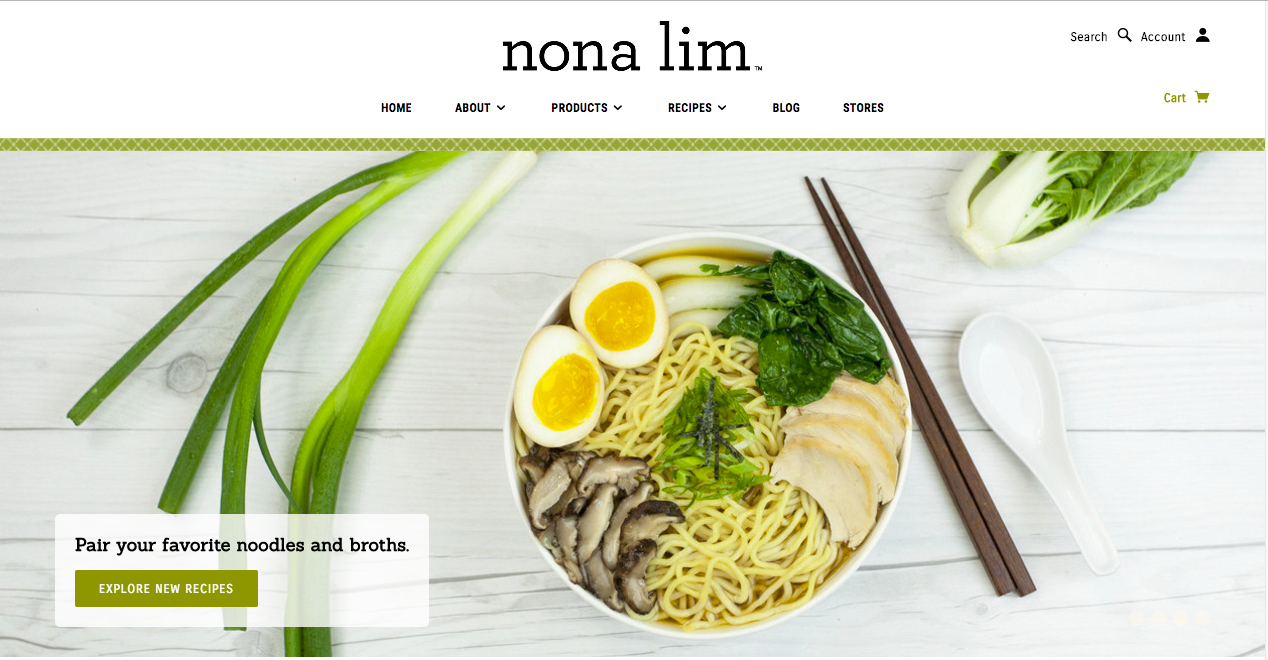 nona lim™
Search Account
Cart
HOME ABOUT PRODUCTS RECIPES BLOG STORES
Pair your favorite noodles and broths.
EXPLORE NEW RECIPES